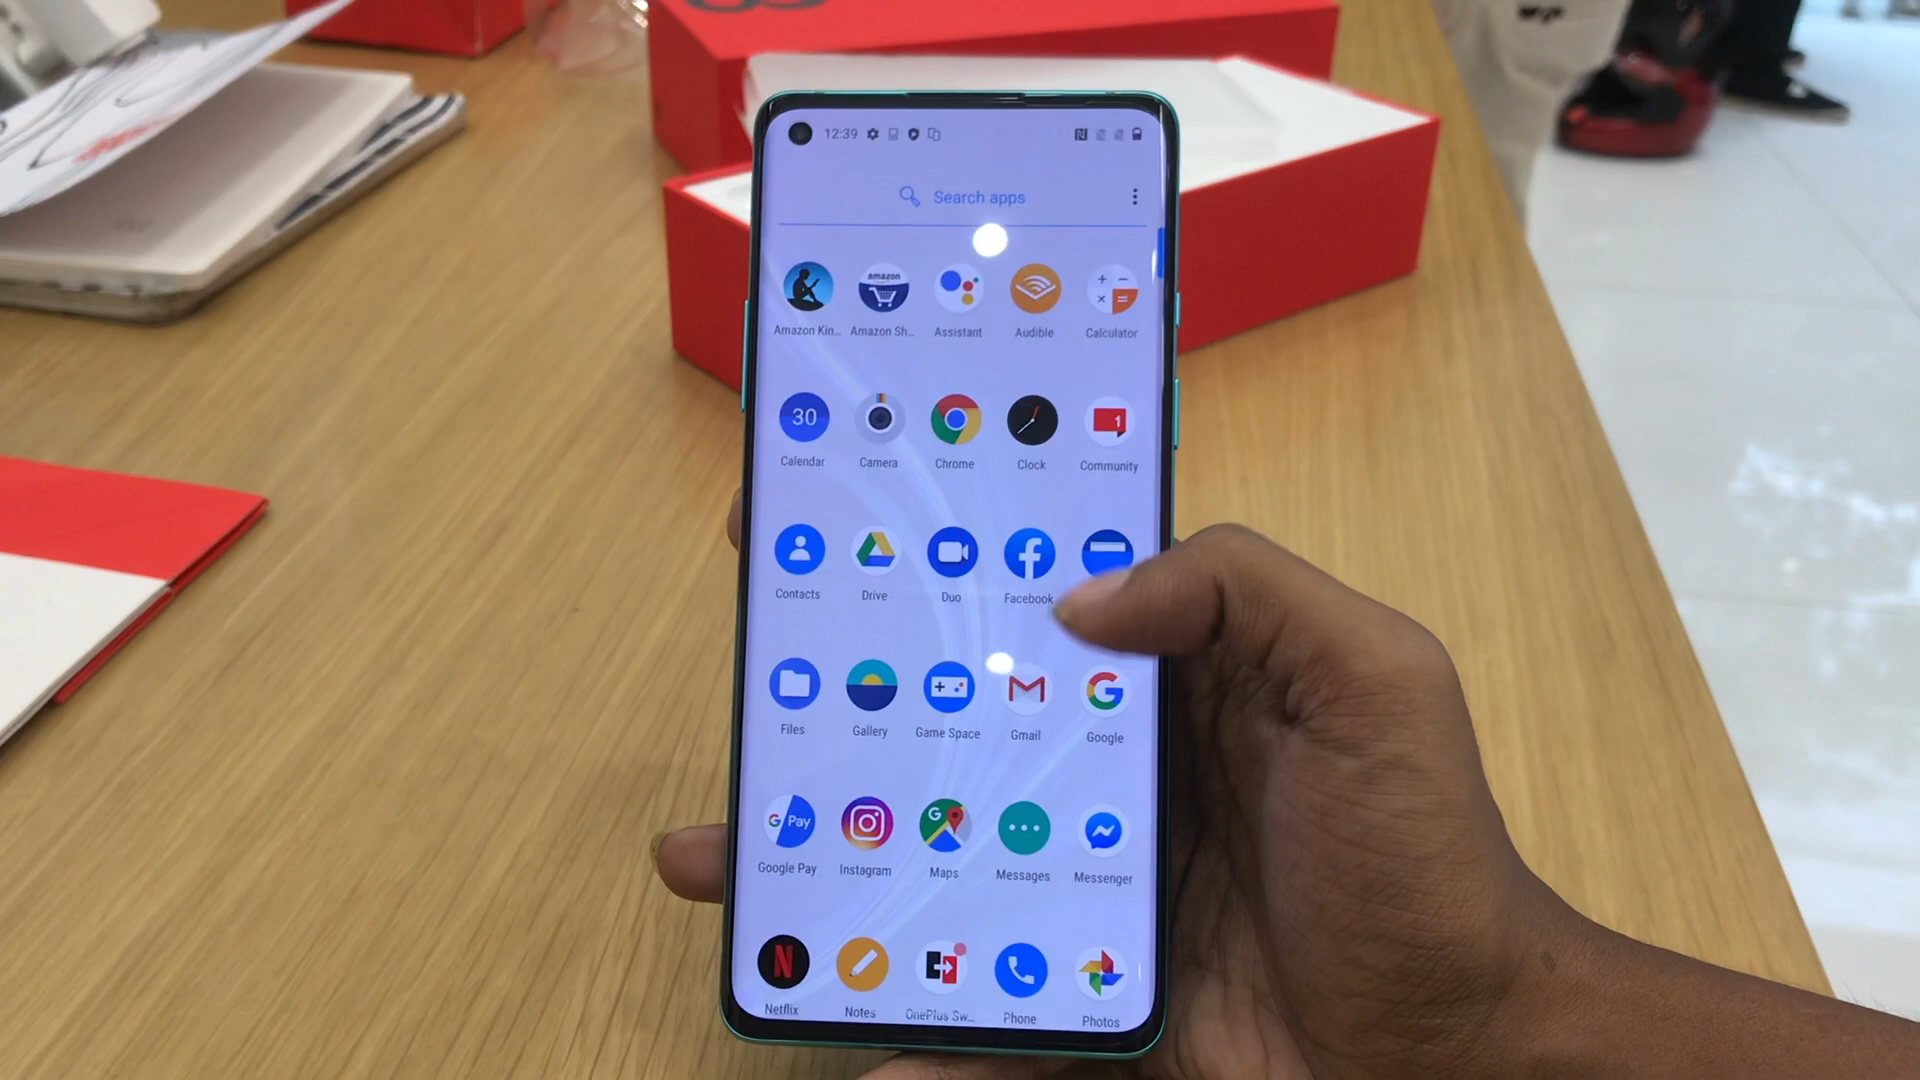 12:39
Search apps
amazon
Amazon Kin... Amazon Sh... Assistant Audible Calculator
30
1
Calendar Camera Chrome Clock Community
Contacts Drive Duo Facebook
Files Gallery Game Space Gmail Google
G Pay
G
Google Pay Instagram Maps Messages Messenger
N
Netflix Notes OnePlus Sw... Phone Photos